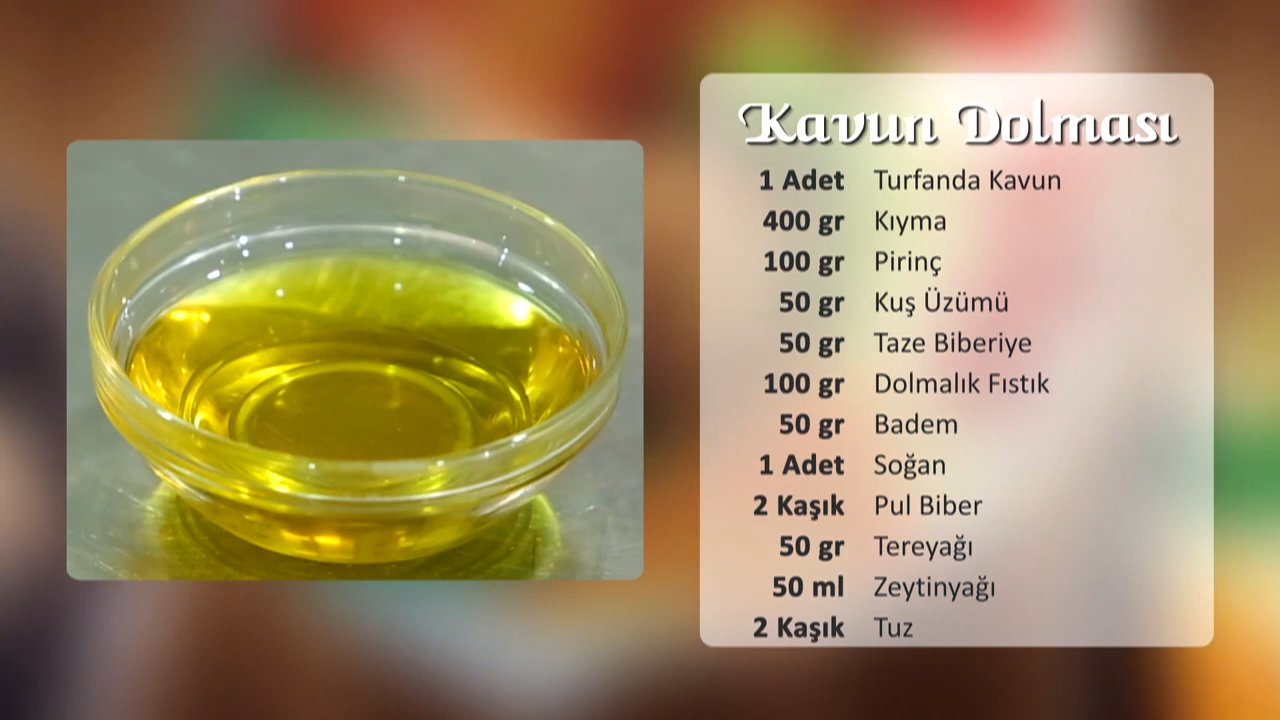 Kavun Dolması
1 Adet Turfanda Kavun
400 gr Kıyma
100 gr Pirinç
50 gr Kuş Üzümü
50 gr Taze Biberiye
100 gr Dolmalık Fıstık
50 gr Badem
1 Adet Soğan
2 Kaşık Pul Biber
50 gr Tereyağı
50 ml Zeytinyağı
2 Kaşık Tuz